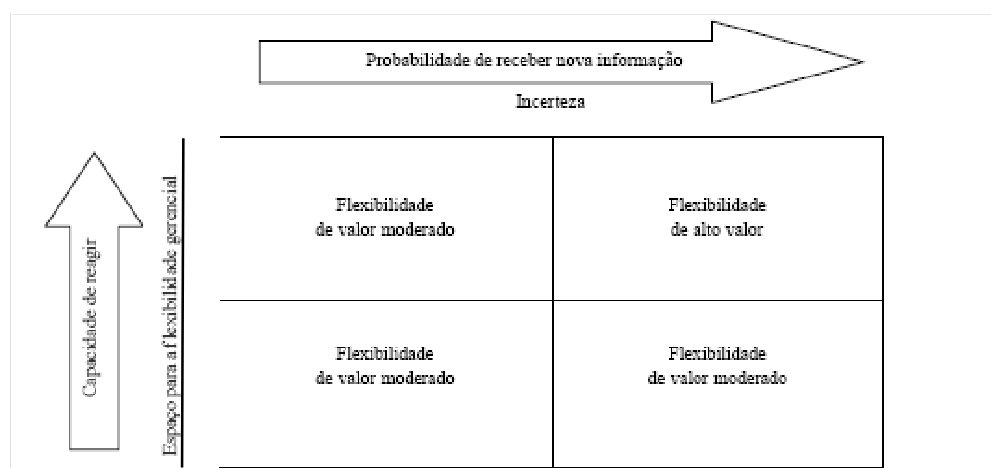 Probabilidade de receber nova informação
Incerteza
Capacidade de reagir
Espaço para a flexibilidade gerencial
Flexibilidade
de valor moderado
Flexibilidade
de alto valor
Flexibilidade
de valor moderado
Flexibilidade
de valor moderado